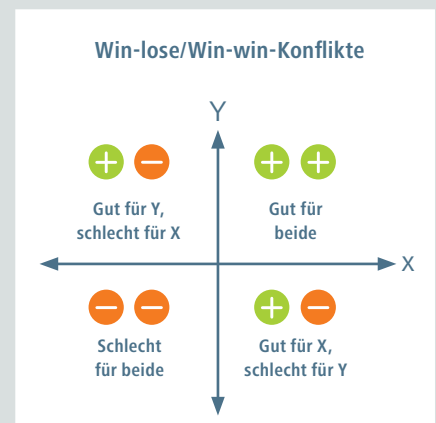 Win-lose/Win-win-Konflikte
Y
Gut für Y,
schlecht für X
Gut für
beide
X
Schlecht
für beide
Gut für X,
schlecht für Y